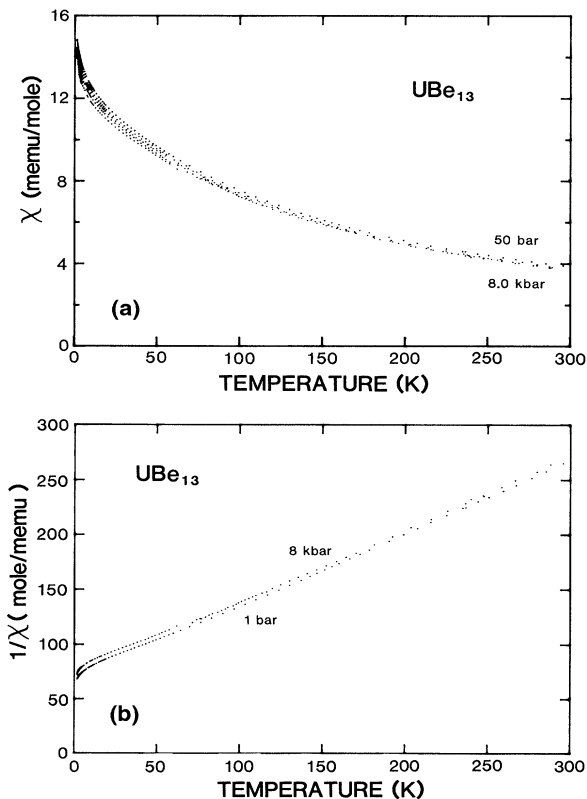 16
12
8
4
0
χ (memu/mole)
UBe13
50 bar
8.0 kbar
(a)
0 50 100 150 200 250 300
TEMPERATURE (K)
300
250
200
150
100
50
0
1/χ( mole/memu )
UBe13
8 kbar
1 bar
(b)
0 50 100 150 200 250 300
TEMPERATURE (K)